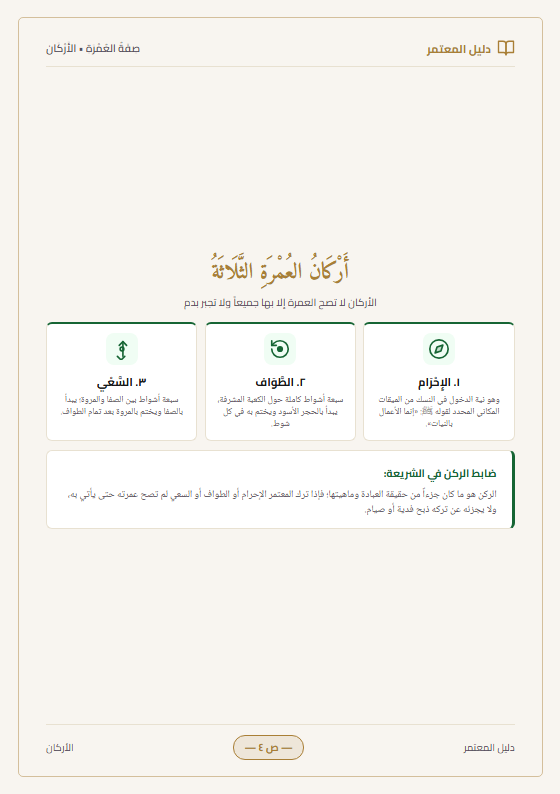 دليل المعتمر
صفة العُمْرَة • الأَرْكَان
أَرْكَانُ العُمْرَةِ الثَّلَاثَةُ
الأركان لا تصح العمرة إلا بها جميعاً ولا تجبر بدم
١. الإِحْرَام
وهو نية الدخول في النسك من الميقات
المكاني المحدد لقوله ﷺ: «إنما الأعمال
بالنيات».
٢. الطَّوَاف
سبعة أشواط كاملة حول الكعبة المشرفة،
يبدأ بالحجر الأسود ويختم به في كل
شوط.
٣. السَّعْي
سبعة أشواط بين الصفا والمروة؛ يبدأ
بالصفا ويختم بالمروة بعد تمام الطواف.
ضابط الركن في الشريعة:
الركن هو ما كان جزءاً من حقيقة العبادة وماهيتها؛ فإذا ترك المعتمر الإحرام أو الطواف أو السعي لم تصح عمرته حتى يأتي به،
ولا يجزئه عن تركه ذبح فدية أو صيام.
دليل المعتمر
— ص ٤ —
الأركان